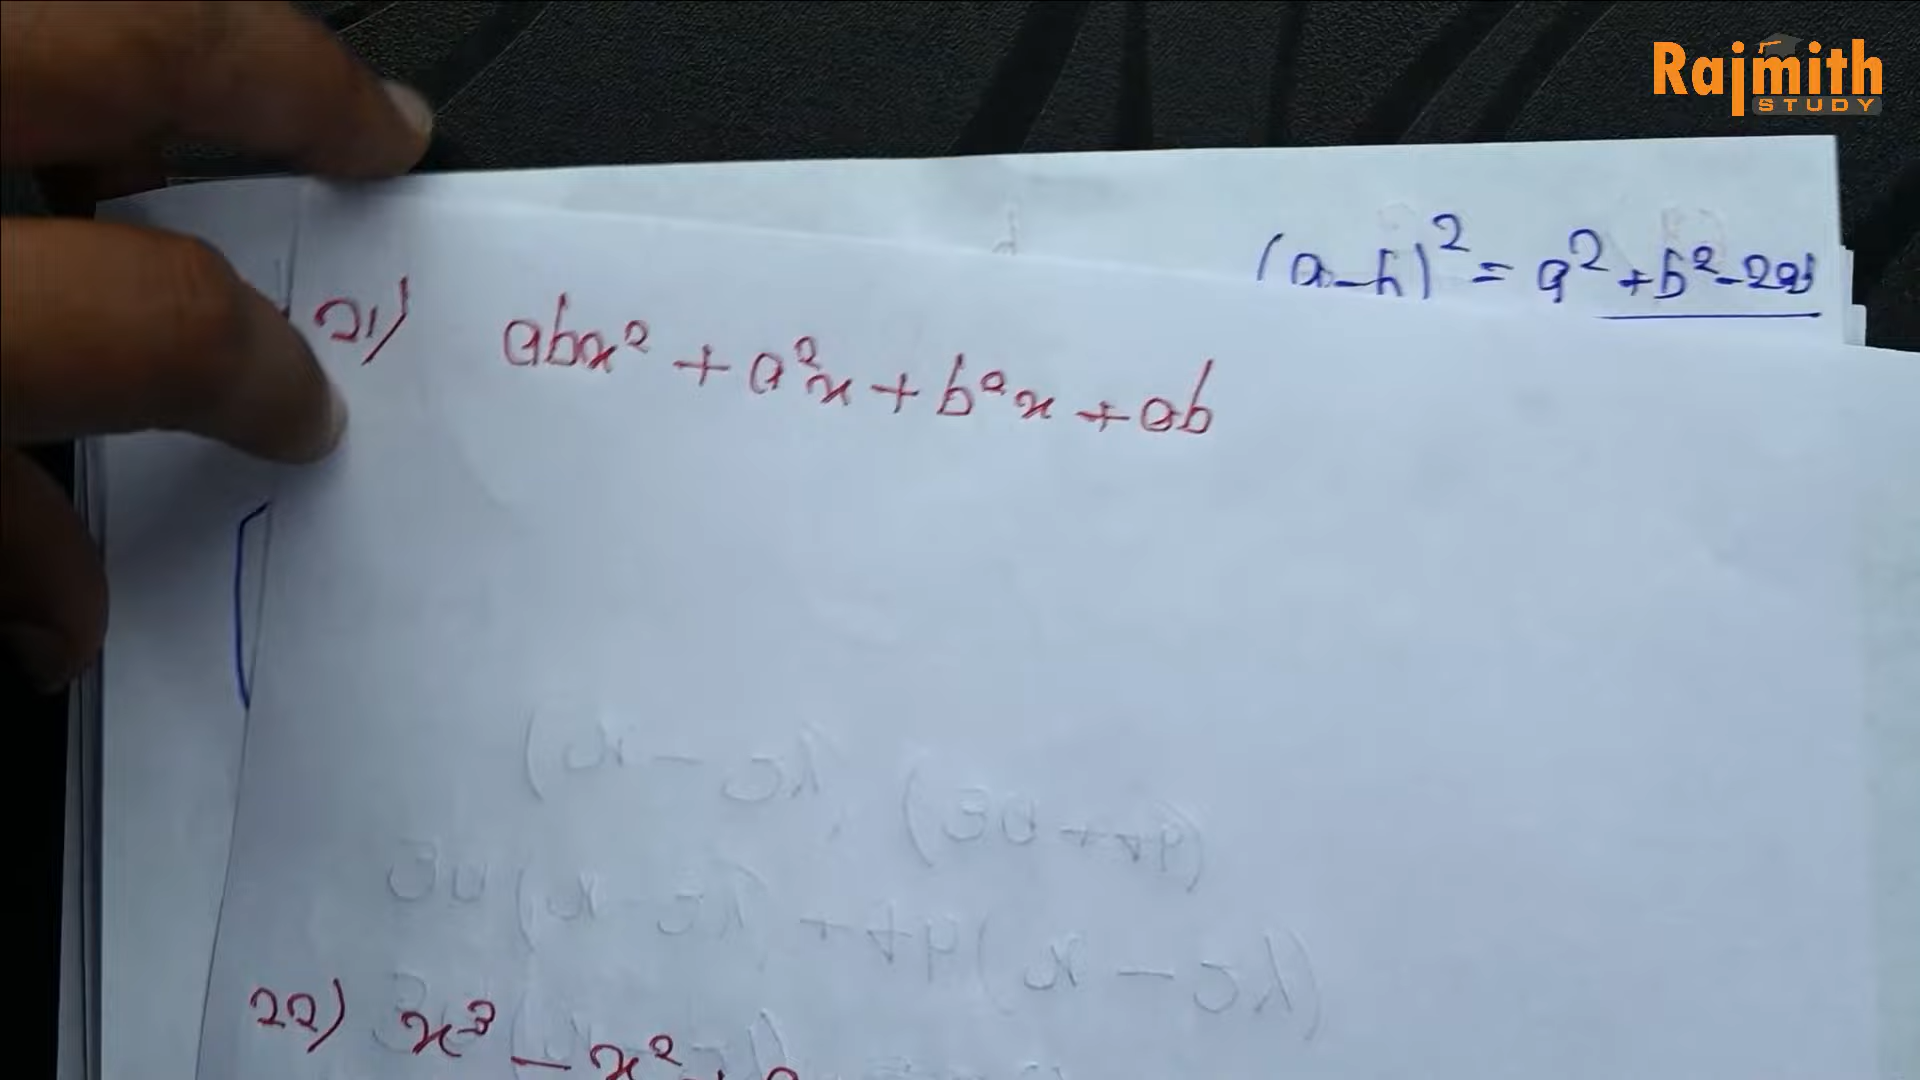 Rajmith
STUDY
(a-b)² = a² + b² - 2ab
21) abx² + a²x + b²x + ab
22) x³ - x² +